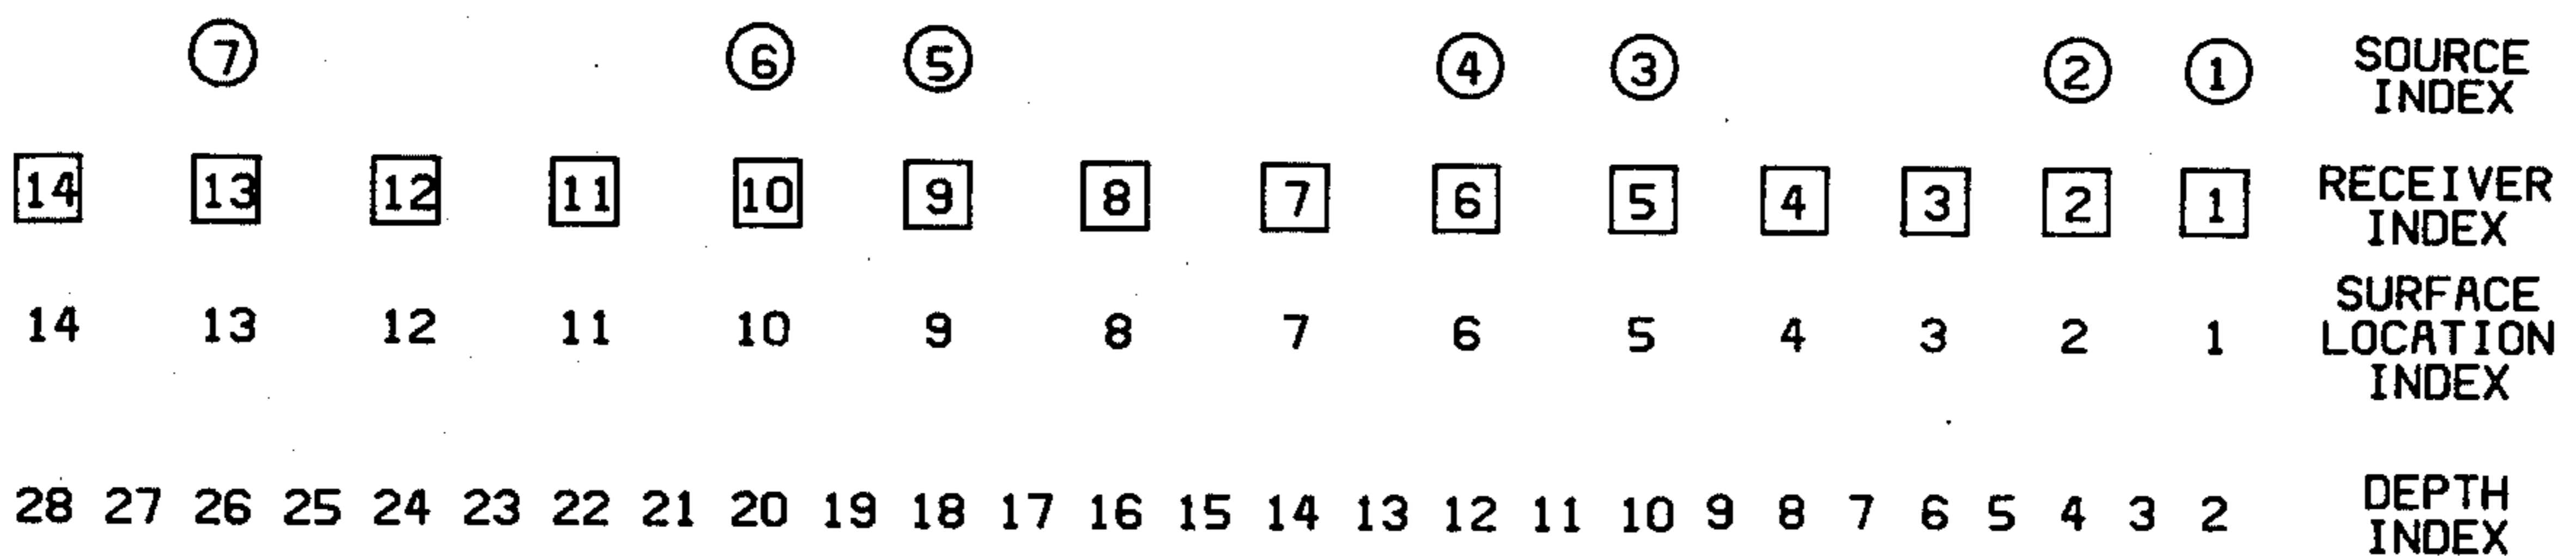 7 6 5 4 3 2 1 SOURCE
INDEX
14 13 12 11 10 9 8 7 6 5 4 3 2 1 RECEIVER
INDEX
SURFACE
14 13 12 11 10 9 8 7 6 5 4 3 2 1 LOCATION
INDEX
28 27 26 25 24 23 22 21 20 19 18 17 16 15 14 13 12 11 10 9 8 7 6 5 4 3 2 DEPTH
INDEX